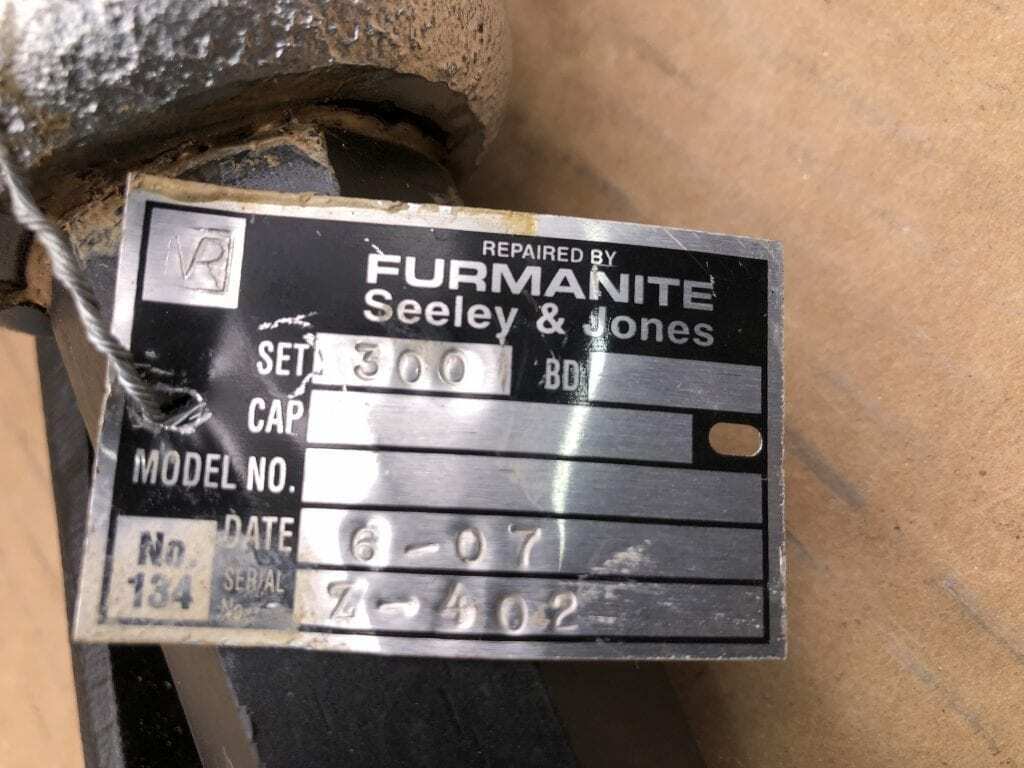 VR
REPAIRED BY
FURMANITE
Seeley & Jones
SET 300 BD
CAP
MODEL NO.
DATE 6-07
No. 134
SERIAL No. Z-402